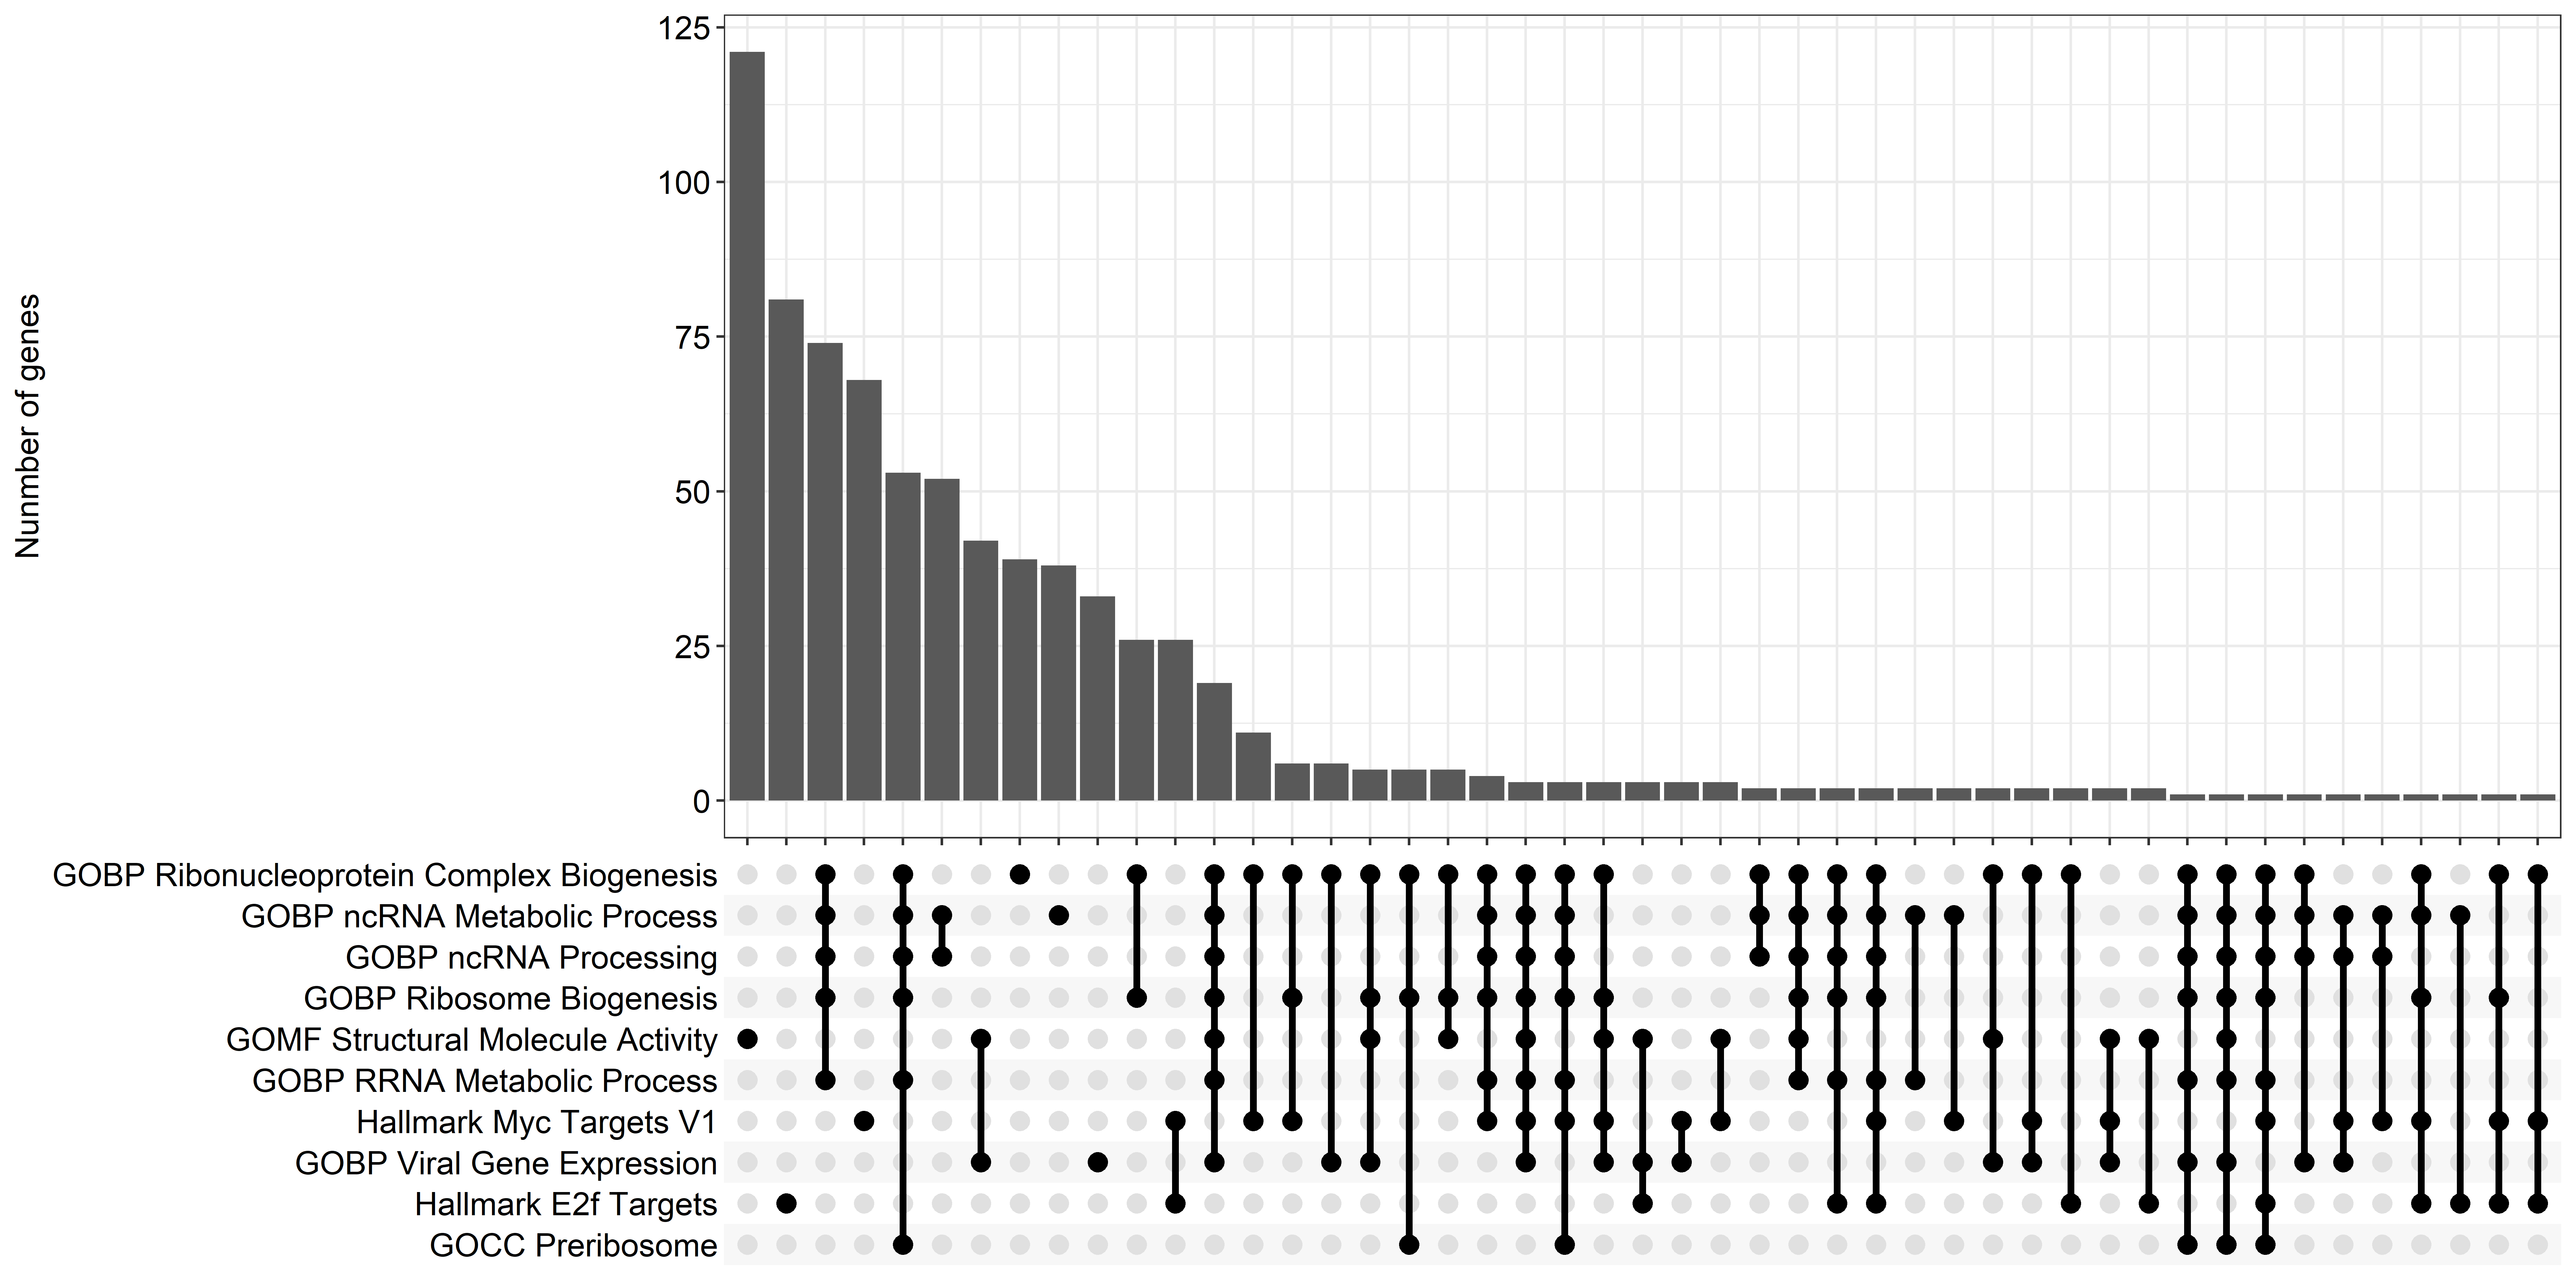 Nunmber of genes
125
100
75
50
25
0
GOBP Ribonucleoprotein Complex Biogenesis
GOBP ncRNA Metabolic Process
GOBP ncRNA Processing
GOBP Ribosome Biogenesis
GOMF Structural Molecule Activity
GOBP RRNA Metabolic Process
Hallmark Myc Targets V1
GOBP Viral Gene Expression
Hallmark E2f Targets
GOCC Preribosome